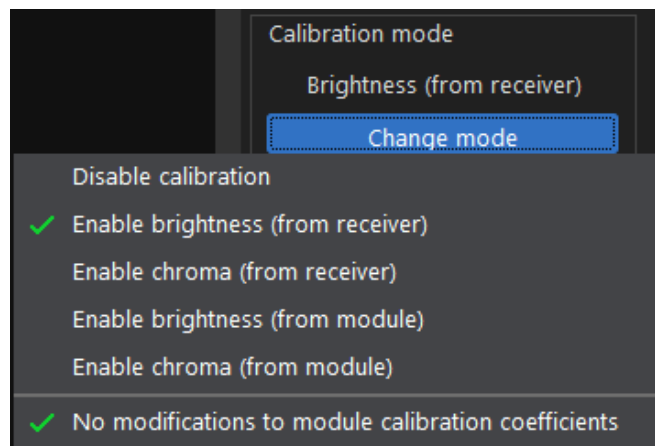 Calibration mode
Brightness (from receiver)
Change mode
Disable calibration
Enable brightness (from receiver)
Enable chroma (from receiver)
Enable brightness (from module)
Enable chroma (from module)
No modifications to module calibration coefficients